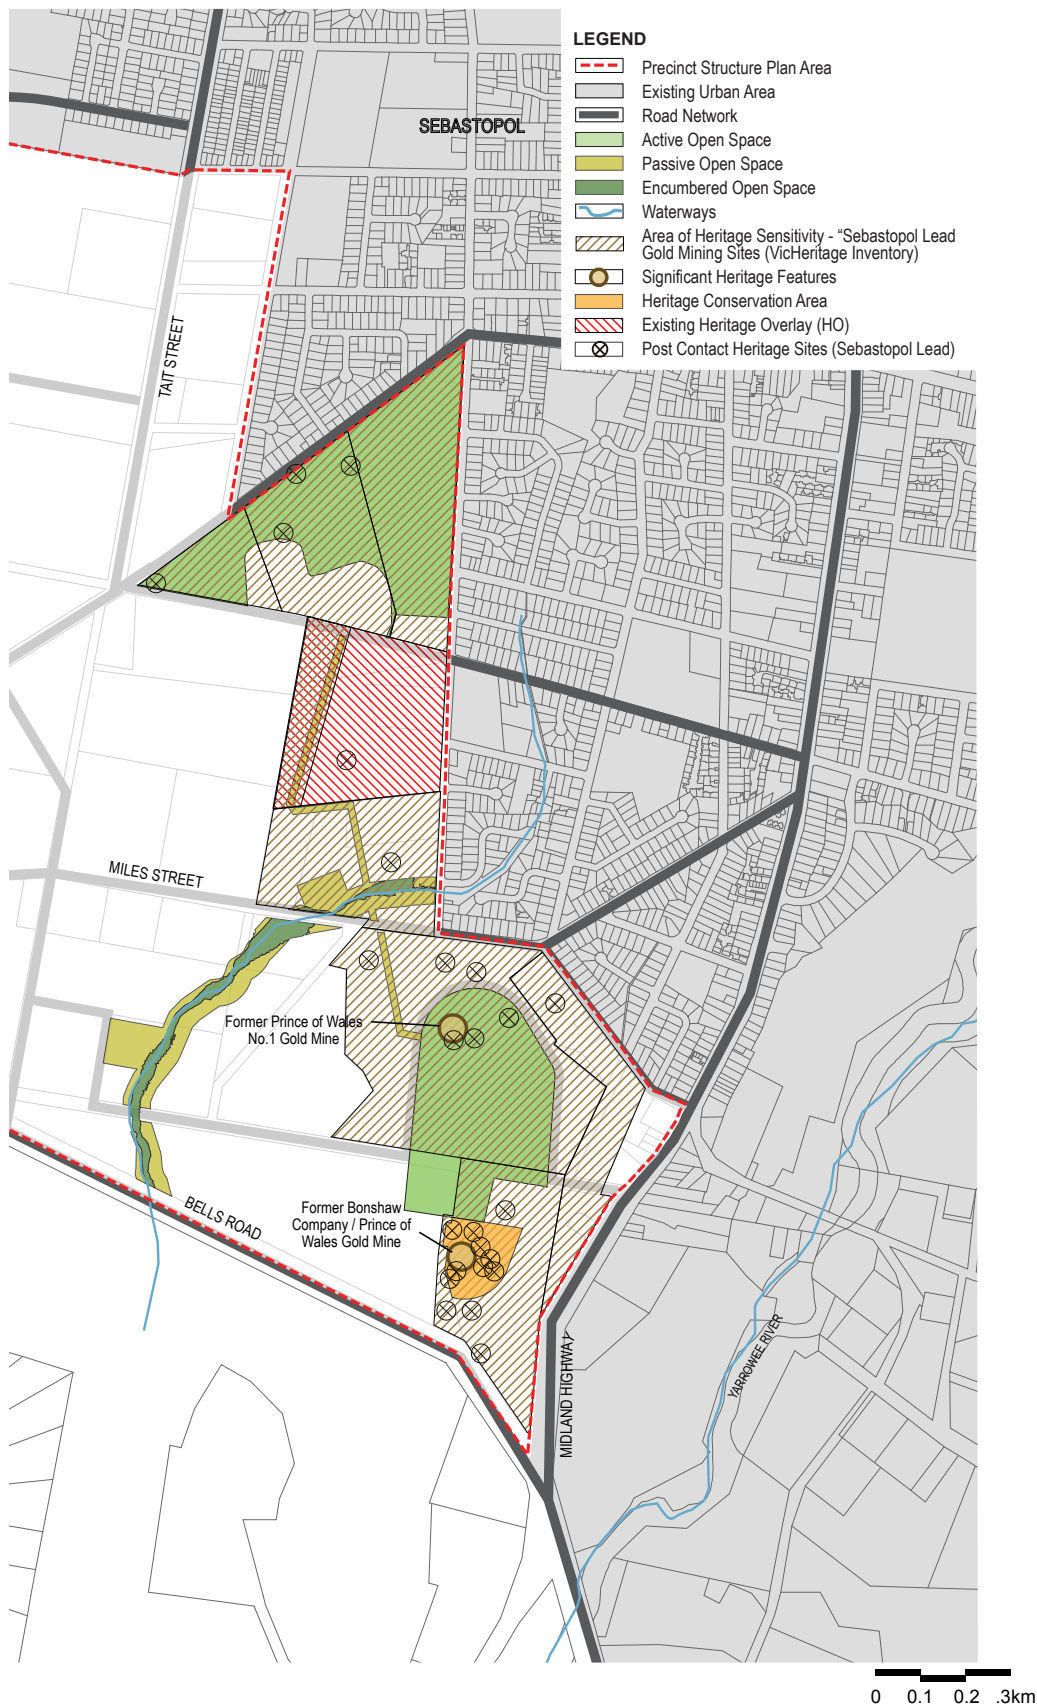 LEGEND
Precinct Structure Plan Area
Existing Urban Area
Road Network
Active Open Space
Passive Open Space
Encumbered Open Space
Waterways
Area of Heritage Sensitivity - “Sebastopol Lead
Gold Mining Sites (VicHeritage Inventory)
Significant Heritage Features
Heritage Conservation Area
Existing Heritage Overlay (HO)
Post Contact Heritage Sites (Sebastopol Lead)
SEBASTOPOL
TAIT STREET
MILES STREET
Former Prince of Wales
No.1 Gold Mine
Former Bonshaw
Company / Prince of
Wales Gold Mine
BELLS ROAD
MIDLAND HIGHWAY
YARROWEE RIVER
0 0.1 0.2 .3km